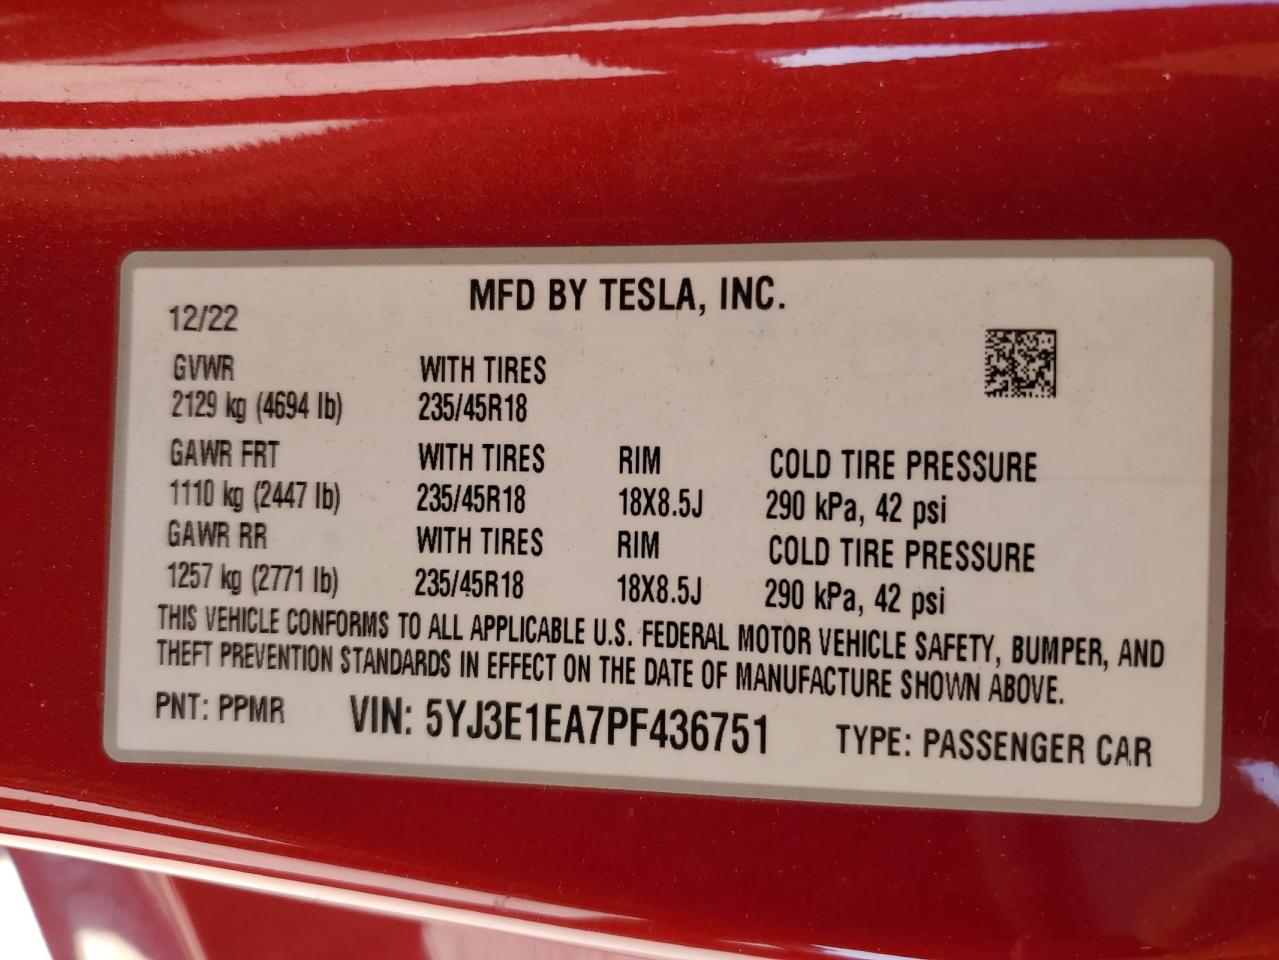 MFD BY TESLA, INC.
12/22
GVWR WITH TIRES
2129 kg (4694 lb) 235/45R18
GAWR FRT WITH TIRES RIM COLD TIRE PRESSURE
1110 kg (2447 lb) 235/45R18 18X8.5J 290 kPa, 42 psi
GAWR RR WITH TIRES RIM COLD TIRE PRESSURE
1257 kg (2771 lb) 235/45R18 18X8.5J 290 kPa, 42 psi
THIS VEHICLE CONFORMS TO ALL APPLICABLE U.S. FEDERAL MOTOR VEHICLE SAFETY, BUMPER, AND
THEFT PREVENTION STANDARDS IN EFFECT ON THE DATE OF MANUFACTURE SHOWN ABOVE.
PNT: PPMR VIN: 5YJ3E1EA7PF436751 TYPE: PASSENGER CAR